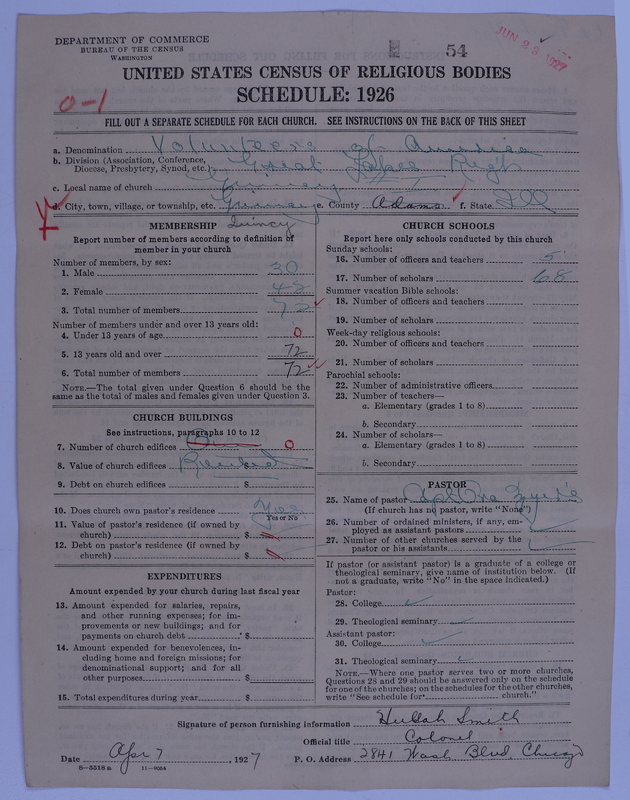 DEPARTMENT OF COMMERCE
BUREAU OF THE CENSUS
WASHINGTON
54
JUN 1927
UNITED STATES CENSUS OF RELIGIOUS BODIES
SCHEDULE: 1926
0-1
FILL OUT A SEPARATE SCHEDULE FOR EACH CHURCH. SEE INSTRUCTIONS ON THE BACK OF THIS SHEET
a. Denomination Volunteers of America
b. Division (Association, Conference, Diocese, Presbytery, Synod, etc.) Great Lakes Reg't
c. Local name of church Quincy
d. City, town, village, or township, etc. Quincy e. County Adams f. State Ill
Quincy
MEMBERSHIP
Report number of members according to definition of member in your church
Number of members, by sex:
1. Male 30
2. Female 42
3. Total number of members 72
Number of members under and over 13 years old:
4. Under 13 years of age 0
5. 13 years old and over 72
6. Total number of members 72
NOTE.—The total given under Question 6 should be the same as the total of males and females given under Question 3.
CHURCH BUILDINGS
See instructions, paragraphs 10 to 12
7. Number of church edifices 0
8. Value of church edifices
9. Debt on church edifices $
10. Does church own pastor's residence Yes
Yes or No
11. Value of pastor's residence (if owned by church) $
12. Debt on pastor's residence (if owned by church) $
EXPENDITURES
Amount expended by your church during last fiscal year
13. Amount expended for salaries, repairs, and other running expenses; for improvements or new buildings; and for payments on church debt $
14. Amount expended for benevolences, including home and foreign missions; for denominational support; and for all other purposes $
15. Total expenditures during year $
CHURCH SCHOOLS
Report here only schools conducted by this church
Sunday schools:
16. Number of officers and teachers 5
17. Number of scholars 68
Summer vacation Bible schools:
18. Number of officers and teachers
19. Number of scholars
Week-day religious schools:
20. Number of officers and teachers
21. Number of scholars
Parochial schools:
22. Number of administrative officers
23. Number of teachers—
a. Elementary (grades 1 to 8)
b. Secondary
24. Number of scholars—
a. Elementary (grades 1 to 8)
b. Secondary
PASTOR
25. Name of pastor
(If church has no pastor, write "None")
26. Number of ordained ministers, if any, employed as assistant pastors
27. Number of other churches served by the pastor or his assistants
If pastor (or assistant pastor) is a graduate of a college or theological seminary, give name of institution below. (If not a graduate, write "No" in the space indicated.)
Pastor:
28. College
29. Theological seminary
Assistant pastor:
30. College
31. Theological seminary
NOTE.—Where one pastor serves two or more churches, Questions 28 and 29 should be answered only on the schedule for one of the churches; on the schedules for the other churches, write "See schedule for church."
Signature of person furnishing information Smith
Official title Colonel
Date Apr 7, 1927 P. O. Address 2841 Wash Blvd, Chicago
8-5518a 11-9034